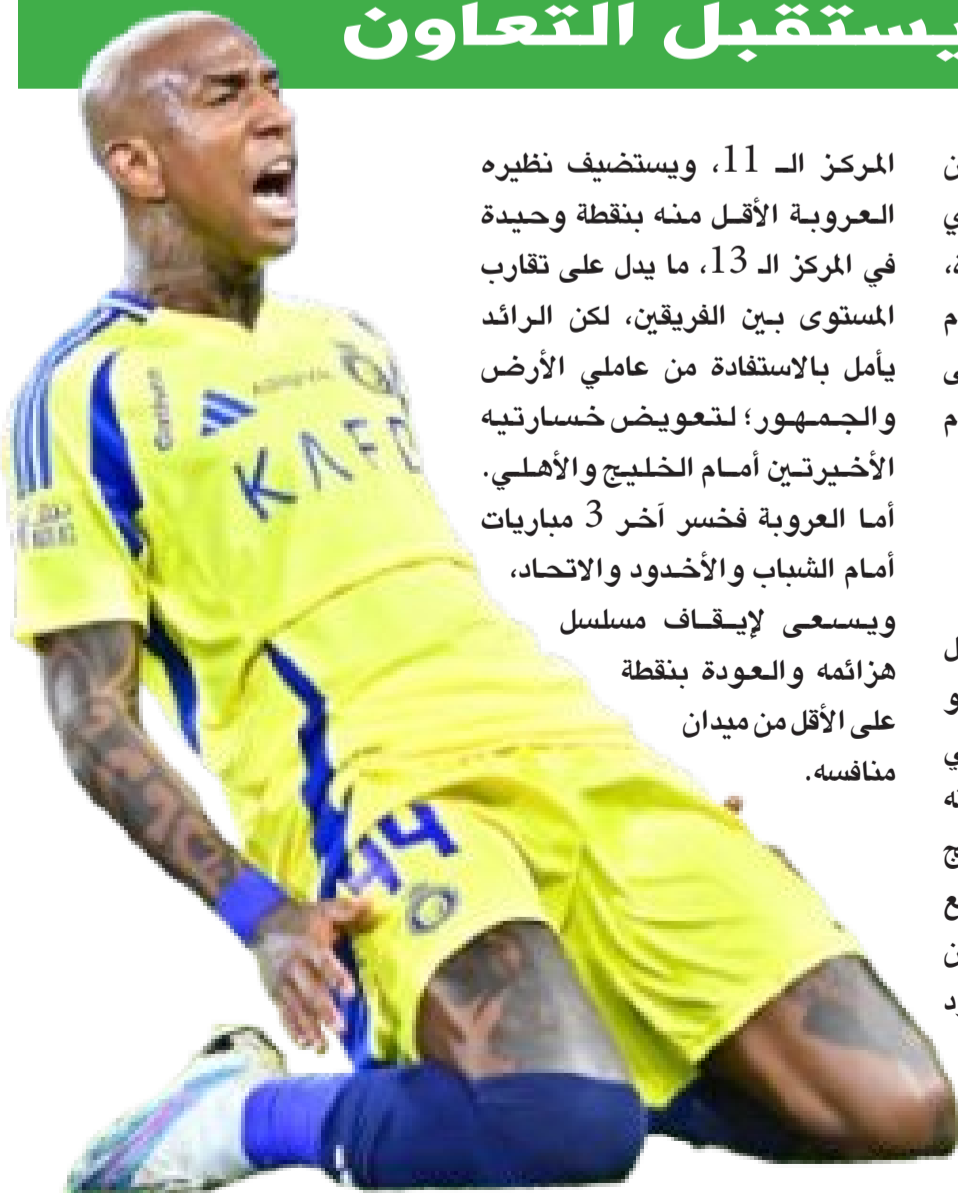 يستقبل التعاون
المركز الـ 11، ويستضيف نظيره
العروبة الأقل منه بنقطة وحيدة
في المركز الـ 13، ما يدل على تقارب
المستوى بين الفريقين، لكن الرائد
يأمل بالاستفادة من عاملي الأرض
والجمهور؛ لتعويض خسارتيه
الأخيرتين أمام الخليج والأهلي.
أما العروبة فخسر آخر 3 مباريات
أمام الشباب والأخدود والاتحاد،
ويسعى لإيقاف مسلسل
هزائمه والعودة بنقطة
على الأقل من ميدان
منافسه.
KAFD
44